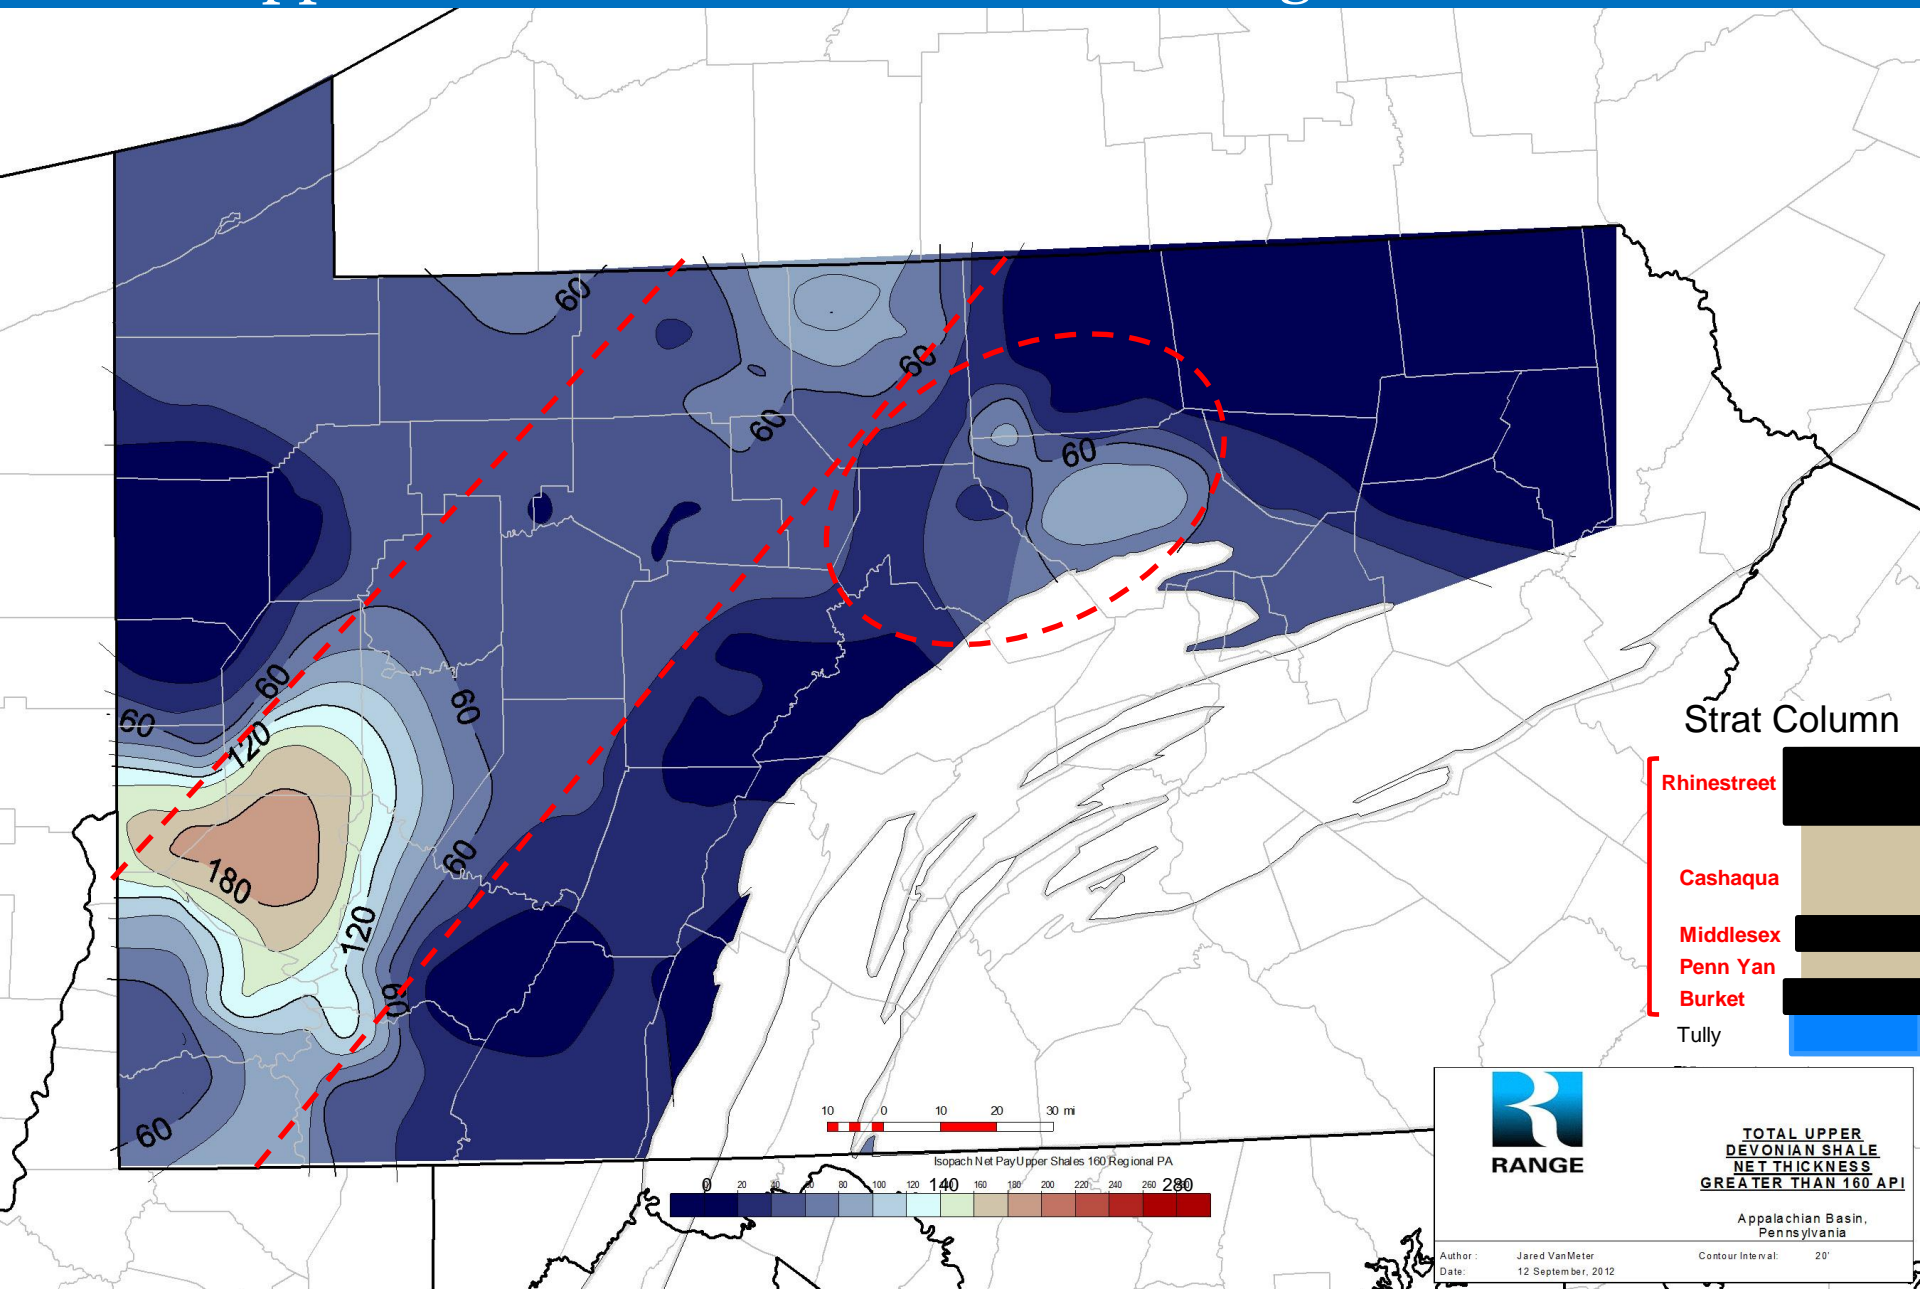 60
60
60
60
60
60
120
60
60
180
120
60
60
Strat Column
Rhinestreet
Cashaqua
Middlesex
Penn Yan
Burket
Tully
10 0 10 20 30 mi
Isopach Net Pay Upper Shales 160 Regional PA
0 20 40 60 80 100 120 140 160 180 200 220 240 260 280
RANGE
TOTAL UPPER
DEVONIAN SHALE
NET THICKNESS
GREATER THAN 160 API
Appalachian Basin,
Pennsylvania
Author : Jared VanMeter Contour Interval: 20'
Date: 12 September, 2012